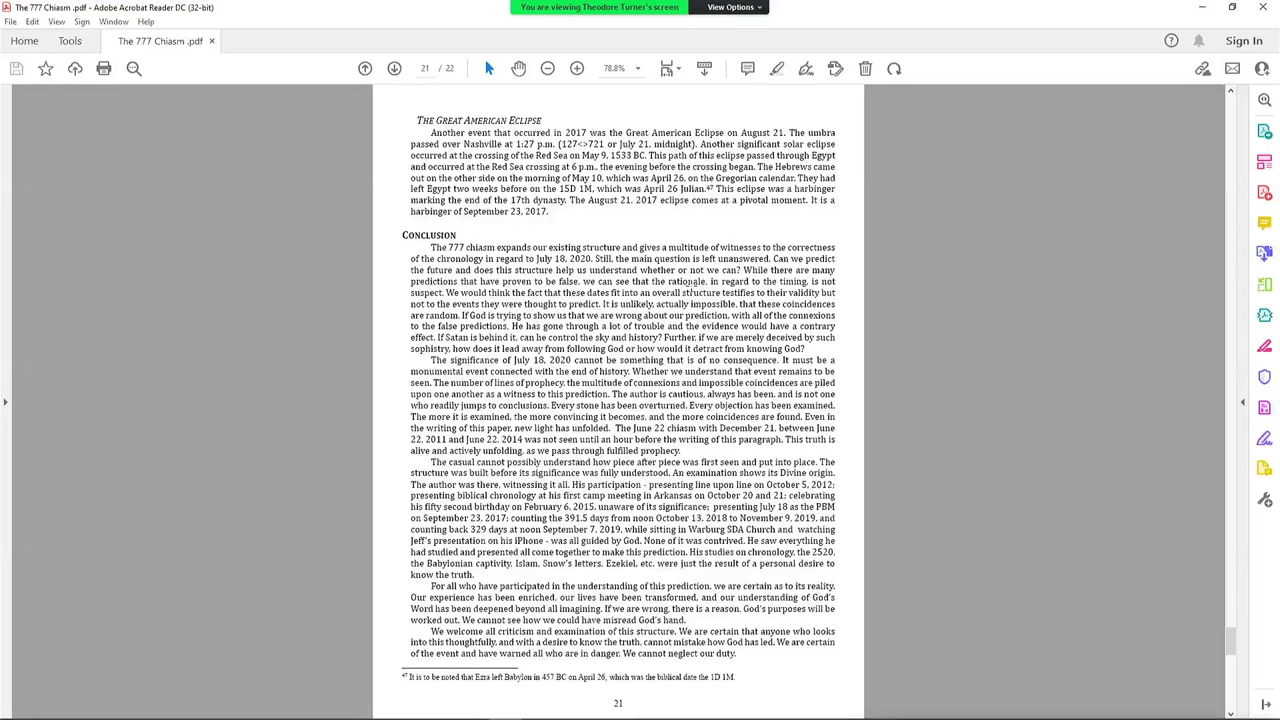 The 777 Chiasm .pdf - Adobe Acrobat Reader DC (32-bit)
You are viewing Theodore Turner's screen
View Options
File Edit View Sign Window Help
Home Tools The 777 Chiasm .pdf × Sign In
21 / 22 78.8%
THE GREAT AMERICAN ECLIPSE
Another event that occurred in 2017 was the Great American Eclipse on August 21. The umbra
passed over Nashville at 1:27 p.m. (127<>721 or July 21, midnight). Another significant solar eclipse
occurred at the crossing of the Red Sea on May 9, 1533 BC. This path of this eclipse passed through Egypt
and occurred at the Red Sea crossing at 6 p.m., the evening before the crossing began. The Hebrews came
out on the other side on the morning of May 10, which was April 26, on the Gregorian calendar. They had
left Egypt two weeks before on the 15D 1M, which was April 26 Julian.47 This eclipse was a harbinger
marking the end of the 17th dynasty. The August 21, 2017 eclipse comes at a pivotal moment. It is a
harbinger of September 23, 2017.
CONCLUSION
The 777 chiasm expands our existing structure and gives a multitude of witnesses to the correctness
of the chronology in regard to July 18, 2020. Still, the main question is left unanswered. Can we predict
the future and does this structure help us understand whether or not we can? While there are many
predictions that have proven to be false, we can see that the rationale, in regard to the timing, is not
suspect. We would think the fact that these dates fit into an overall structure testifies to their validity but
not to the events they were thought to predict. It is unlikely, actually impossible, that these coincidences
are random. If God is trying to show us that we are wrong about our prediction, with all of the connexions
to the false predictions, He has gone through a lot of trouble and the evidence would have a contrary
effect. If Satan is behind it, can he control the sky and history? Further, if we are merely deceived by such
sophistry, how does it lead away from following God or how would it detract from knowing God?
The significance of July 18, 2020 cannot be something that is of no consequence. It must be a
monumental event connected with the end of history. Whether we understand that event remains to be
seen. The number of lines of prophecy, the multitude of connexions and impossible coincidences are piled
upon one another as a witness to this prediction. The author is cautious, always has been, and is not one
who readily jumps to conclusions. Every stone has been overturned. Every objection has been examined.
The more it is examined, the more convincing it becomes, and the more coincidences are found. Even in
the writing of this paper, new light has unfolded. The June 22 chiasm with December 21, between June
22, 2011 and June 22, 2014 was not seen until an hour before the writing of this paragraph. This truth is
alive and actively unfolding, as we pass through fulfilled prophecy.
The casual cannot possibly understand how piece after piece was first seen and put into place. The
structure was built before its significance was fully understood. An examination shows its Divine origin.
The author was there, witnessing it all. His participation - presenting line upon line on October 5, 2012;
presenting biblical chronology at his first camp meeting in Arkansas on October 20 and 21; celebrating
his fifty second birthday on February 6, 2015, unaware of its significance; presenting July 18 as the PBM
on September 23, 2017; counting the 391.5 days from noon October 13, 2018 to November 9, 2019, and
counting back 329 days at noon September 7, 2019, while sitting in Warburg SDA Church and watching
Jeff's presentation on his iPhone - was all guided by God. None of it was contrived. He saw everything he
had studied and presented all come together to make this prediction. His studies on chronology, the 2520,
the Babylonian captivity, Islam, Snow's letters, Ezekiel, etc. were just the result of a personal desire to
know the truth.
For all who have participated in the understanding of this prediction, we are certain as to its reality.
Our experience has been enriched, our lives have been transformed, and our understanding of God's
Word has been deepened beyond all imagining. If we are wrong, there is a reason. God's purposes will be
worked out. We cannot see how we could have misread God's hand.
We welcome all criticism and examination of this structure. We are certain that anyone who looks
into this thoughtfully, and with a desire to know the truth, cannot mistake how God has led. We are certain
of the event and have warned all who are in danger. We cannot neglect our duty.
47 It is to be noted that Ezra left Babylon in 457 BC on April 26, which was the biblical date the 1D 1M.
21